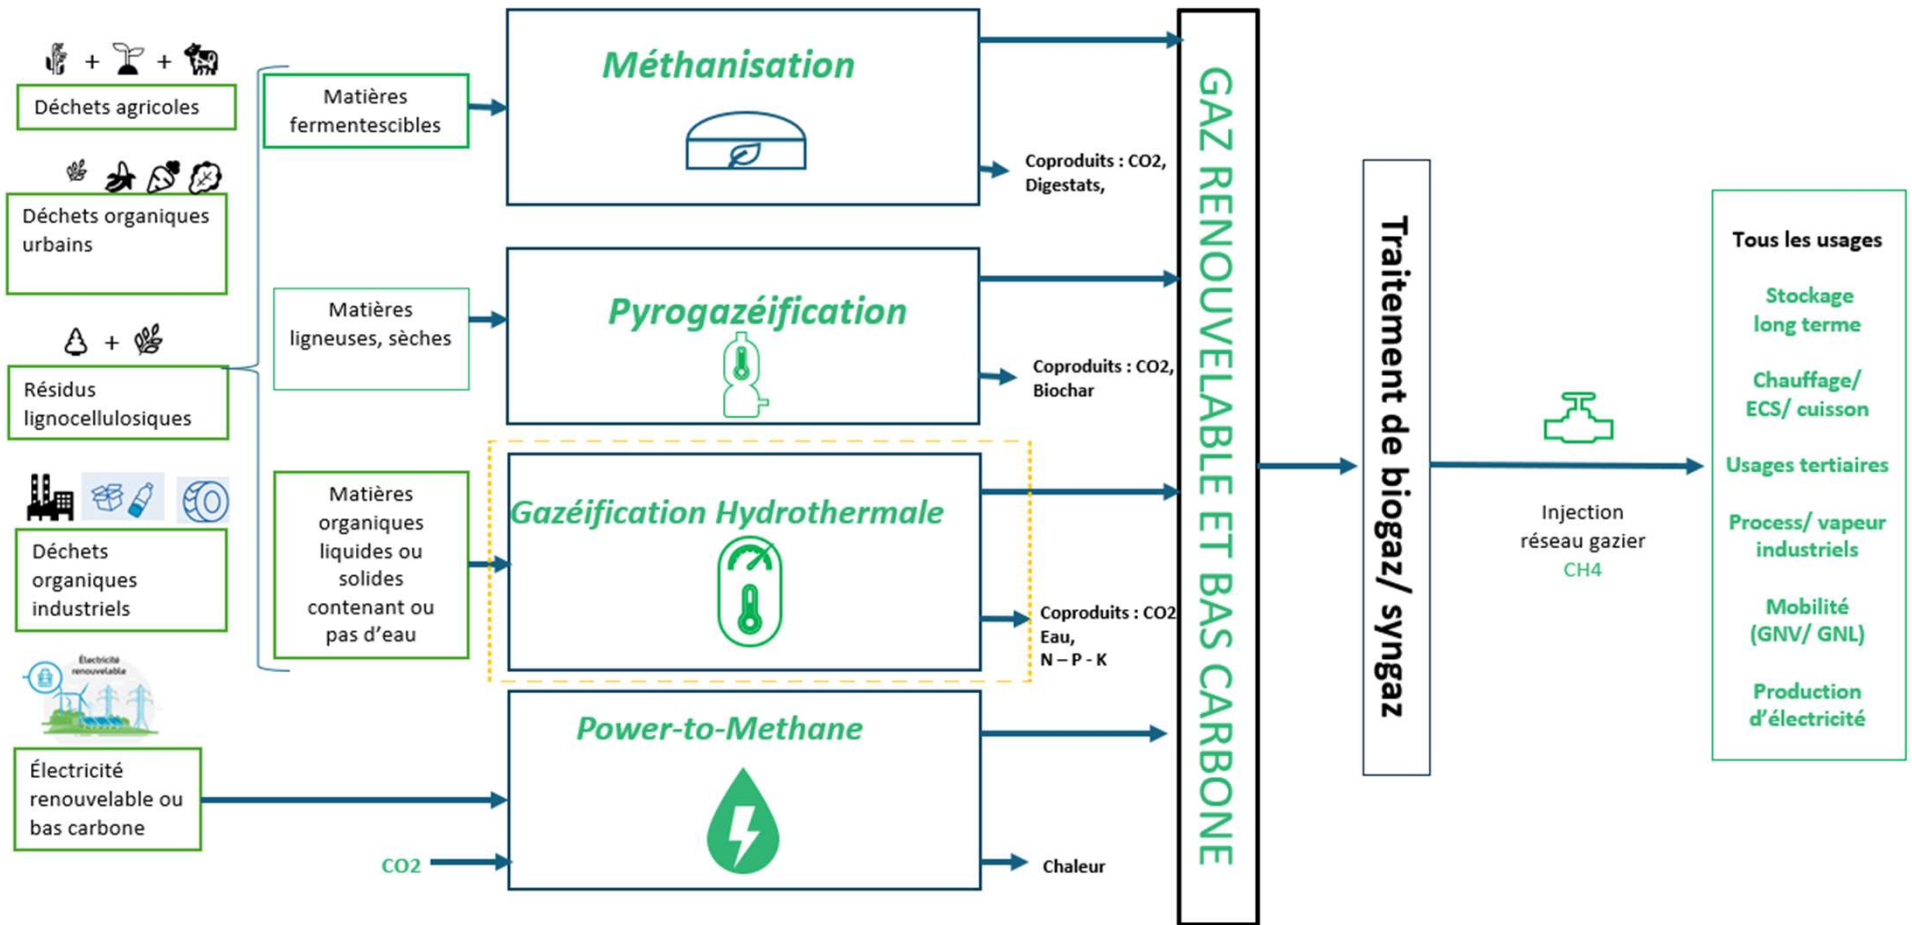 Déchets agricoles
Déchets organiques
urbains
Résidus
lignocellulosiques
Déchets
organiques
industriels
Électricité
renouvelable
Électricité
renouvelable ou
bas carbone
Matières
fermentescibles
Matières
ligneuses, sèches
Matières
organiques
liquides ou
solides
contenant ou
pas d’eau
CO2
Méthanisation
Coproduits : CO2,
Digestats,
Pyrogazéification
Coproduits : CO2,
Biochar
Gazéification Hydrothermale
Coproduits : CO2
Eau,
N – P - K
Power-to-Methane
Chaleur
GAZ RENOUVELABLE ET BAS CARBONE
Traitement de biogaz/ syngaz
Injection
réseau gazier
CH4
Tous les usages
Stockage
long terme
Chauffage/
ECS/ cuisson
Usages tertiaires
Process/ vapeur
industriels
Mobilité
(GNV/ GNL)
Production
d’électricité